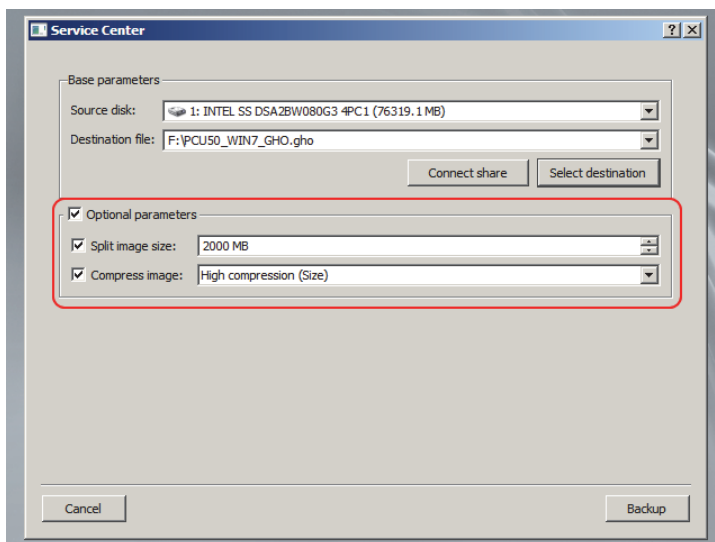 Service Center
Base parameters
Source disk: 1: INTEL SS DSA2BW080G3 4PC1 (76319.1 MB)
Destination file: F:\PCU50_WIN7_GHO.gho
Connect share Select destination
Optional parameters
Split image size: 2000 MB
Compress image: High compression (Size)
Cancel Backup